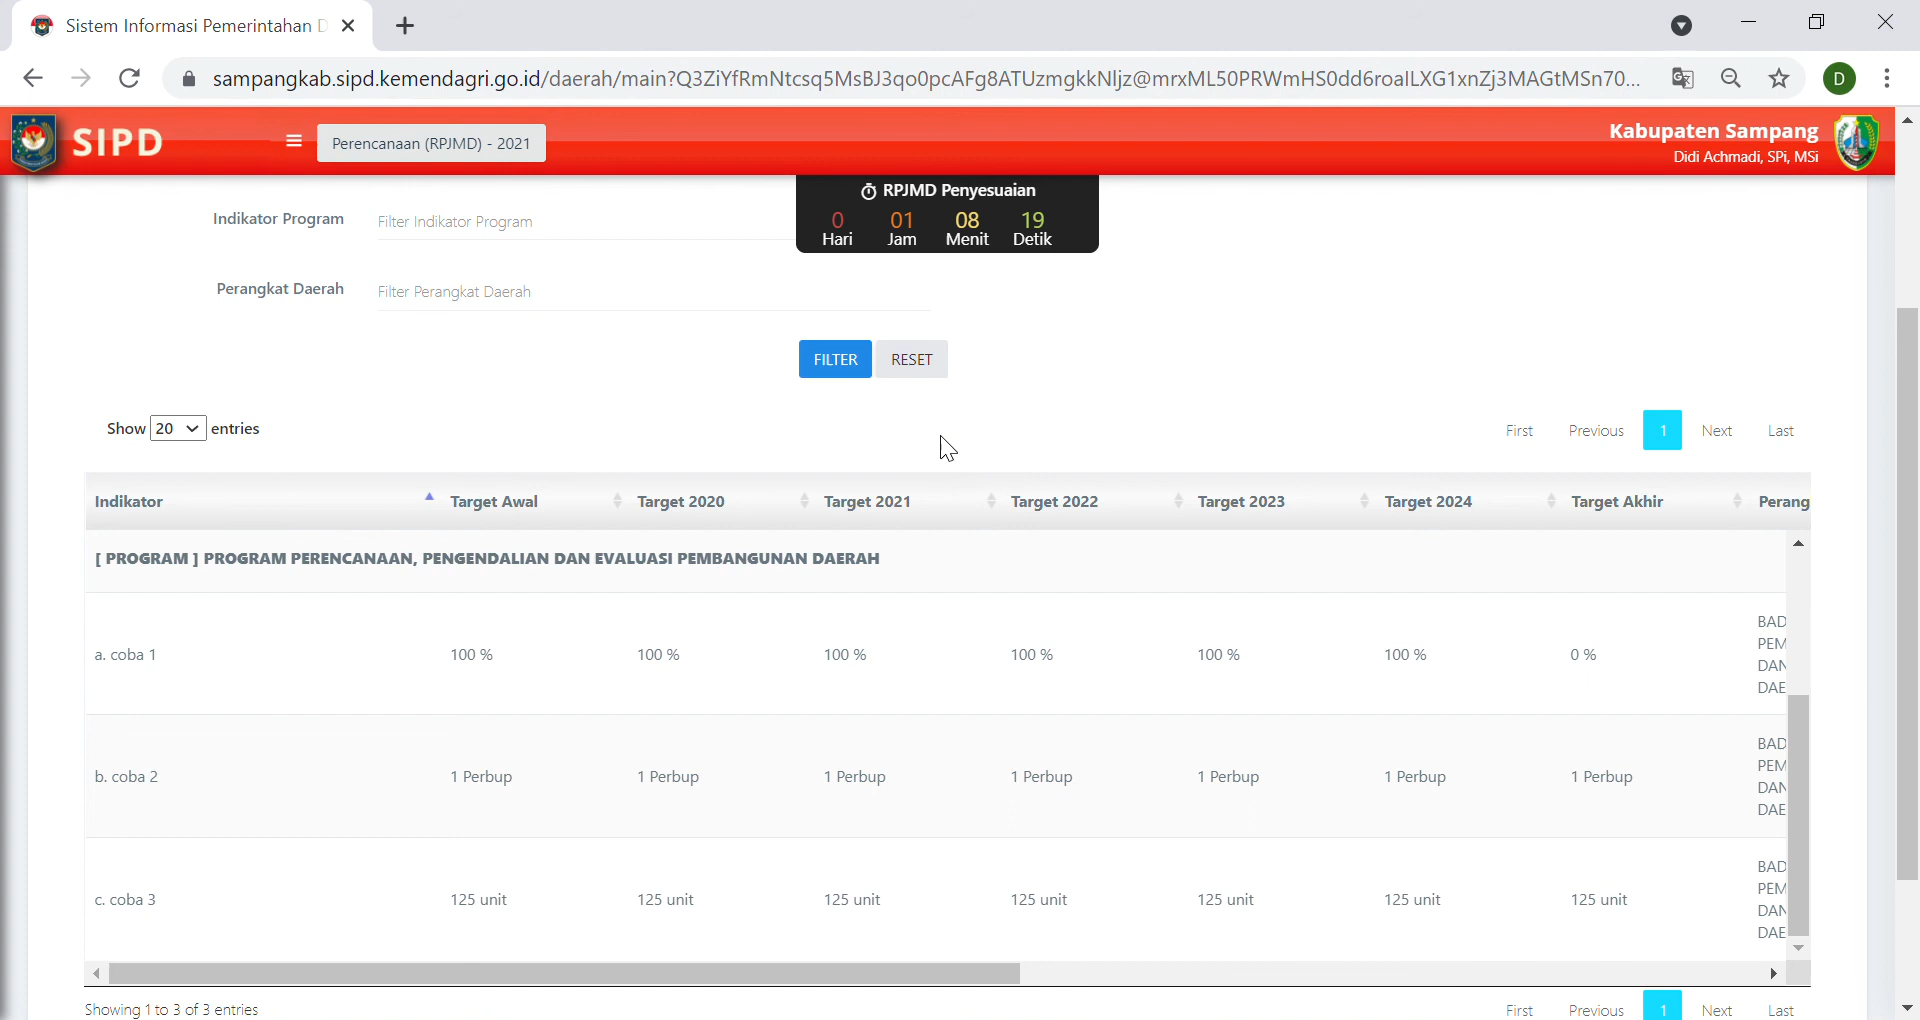 Sistem Informasi Pemerintahan D
sampangkab.sipd.kemendagri.go.id/daerah/main?Q3ZiYfRmNtcsq5MsBJ3qo0pcAFg8ATUzmgkkNljz@mrxML50PRWmHS0dd6roaILXG1xnZj3MAGtMSn70...
D
SIPD
Perencanaan (RPJMD) - 2021
Kabupaten Sampang
Didi Achmadi, SPi, MSi
RPJMD Penyesuaian
0 01 08 19
Hari Jam Menit Detik
Indikator Program Filter Indikator Program
Perangkat Daerah Filter Perangkat Daerah
FILTER RESET
Show 20 entries
First Previous 1 Next Last
Indikator Target Awal Target 2020 Target 2021 Target 2022 Target 2023 Target 2024 Target Akhir Perang
[ PROGRAM ] PROGRAM PERENCANAAN, PENGENDALIAN DAN EVALUASI PEMBANGUNAN DAERAH
a. coba 1 100 % 100 % 100 % 100 % 100 % 100 % 0 %
BAD
PEM
DAN
DAE
b. coba 2 1 Perbup 1 Perbup 1 Perbup 1 Perbup 1 Perbup 1 Perbup 1 Perbup
BAD
PEM
DAN
DAE
c. coba 3 125 unit 125 unit 125 unit 125 unit 125 unit 125 unit 125 unit
BAD
PEM
DAN
DAE
Showing 1 to 3 of 3 entries
First Previous 1 Next Last